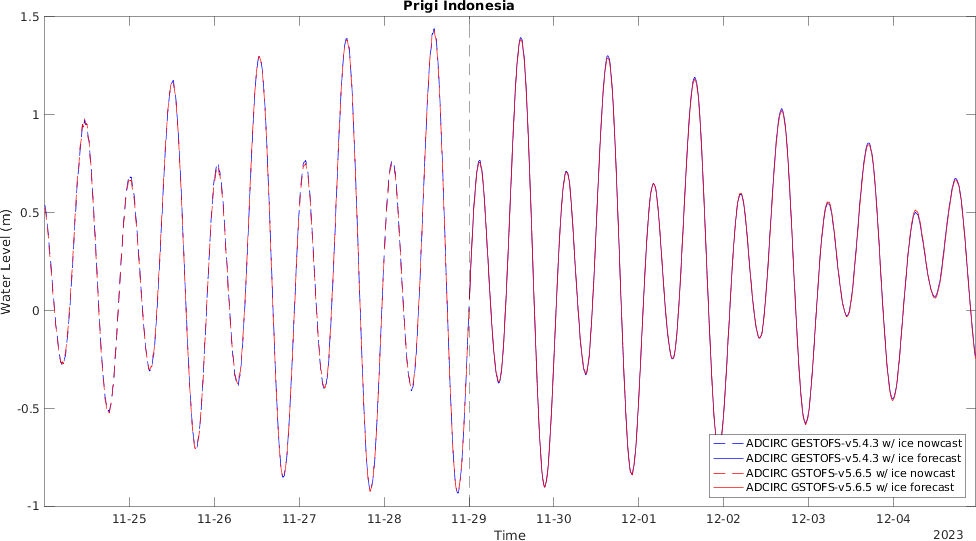 Prigi Indonesia
1.5
1
0.5
0
-0.5
-1
Water Level (m)
11-25
11-26
11-27
11-28
11-29
11-30
12-01
12-02
12-03
12-04
Time
2023
ADCIRC GESTOFS-v5.4.3 w/ ice nowcast
ADCIRC GESTOFS-v5.4.3 w/ ice forecast
ADCIRC GSTOFS-v5.6.5 w/ ice nowcast
ADCIRC GSTOFS-v5.6.5 w/ ice forecast